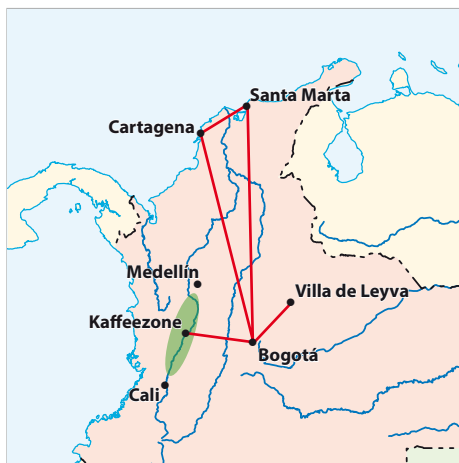 Santa Marta
Cartagena
Medellín
Villa de Leyva
Kaffeezone
Bogotá
Cali